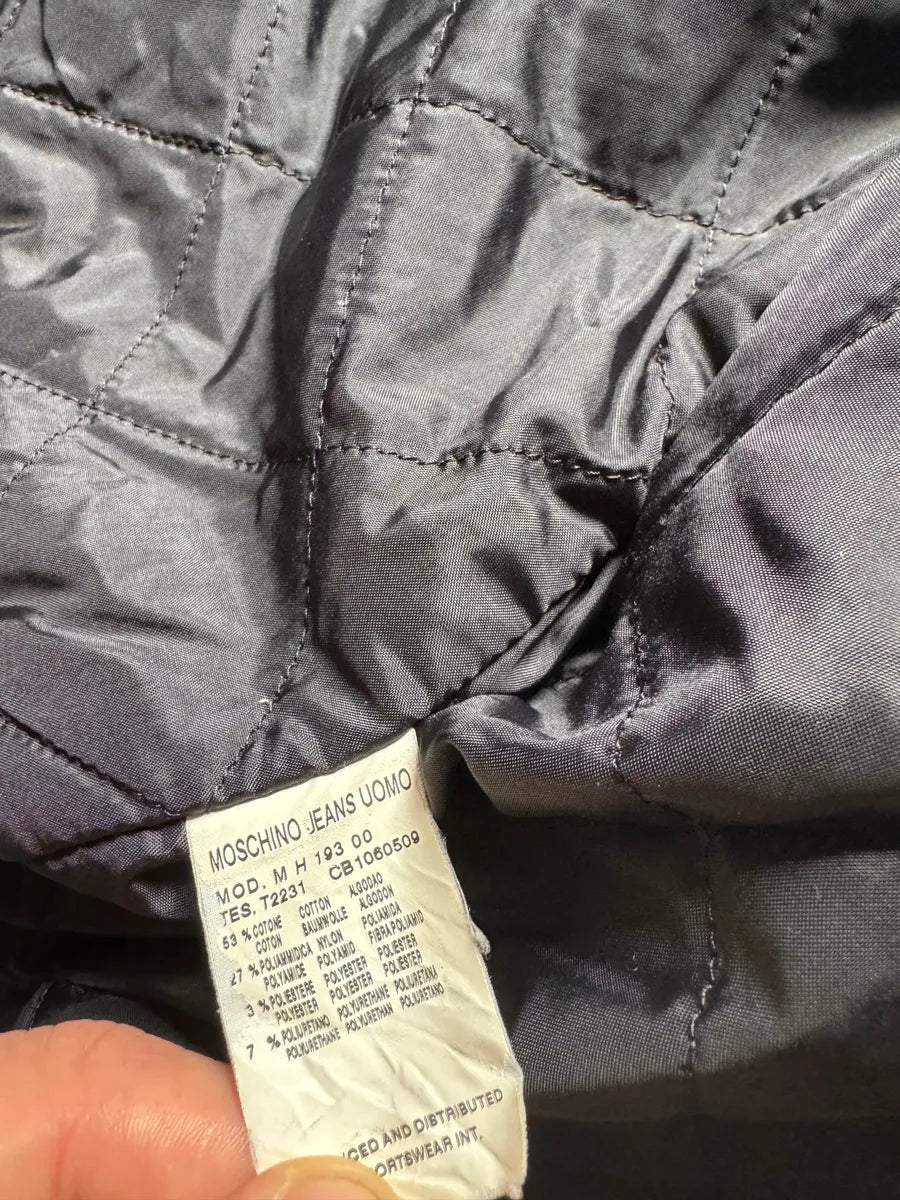 MOSCHINO JEANS UOMO
MOD. M H 193 00
TES. T2231 CB1060509
53 % COTONE COTTON ALGODAO
COTON BAUMWOLLE ALGODON
27 % POLIAMMIDICA NYLON POLIAMIDA
POLYAMIDE POLYAMID FIBRA POLIAMID
3 % POLIESTERE POLYESTER POLIESTER
POLYESTER POLYESTER POLIESTER
7 % POLIURETANO POLYURETHANE POLIURETANI
POLYURETHANE POLYURETHAN POLIURETANO
ICED AND DISTRIBUTED
ORTSWEAR INT.